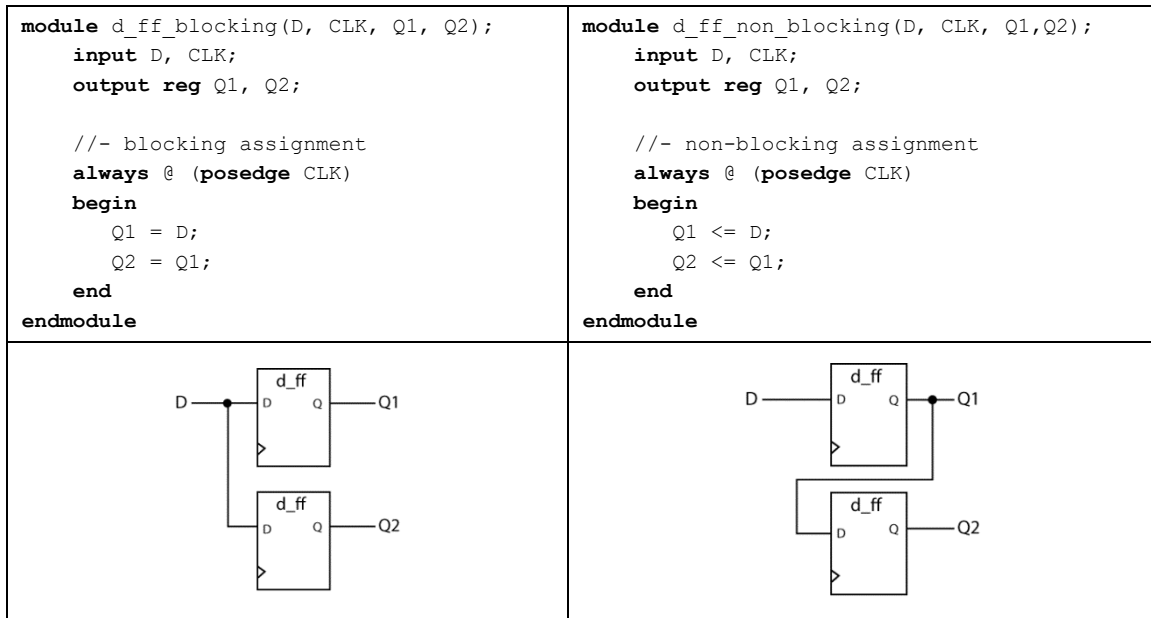 module d_ff_blocking(D, CLK, Q1, Q2);
input D, CLK;
output reg Q1, Q2;
//- blocking assignment
always @ (posedge CLK)
begin
Q1 = D;
Q2 = Q1;
end
endmodule
module d_ff_non_blocking(D, CLK, Q1,Q2);
input D, CLK;
output reg Q1, Q2;
//- non-blocking assignment
always @ (posedge CLK)
begin
Q1 <= D;
Q2 <= Q1;
end
endmodule
d_ff
D D Q Q1
d_ff
D Q Q2
d_ff
D D Q Q1
d_ff
D Q Q2